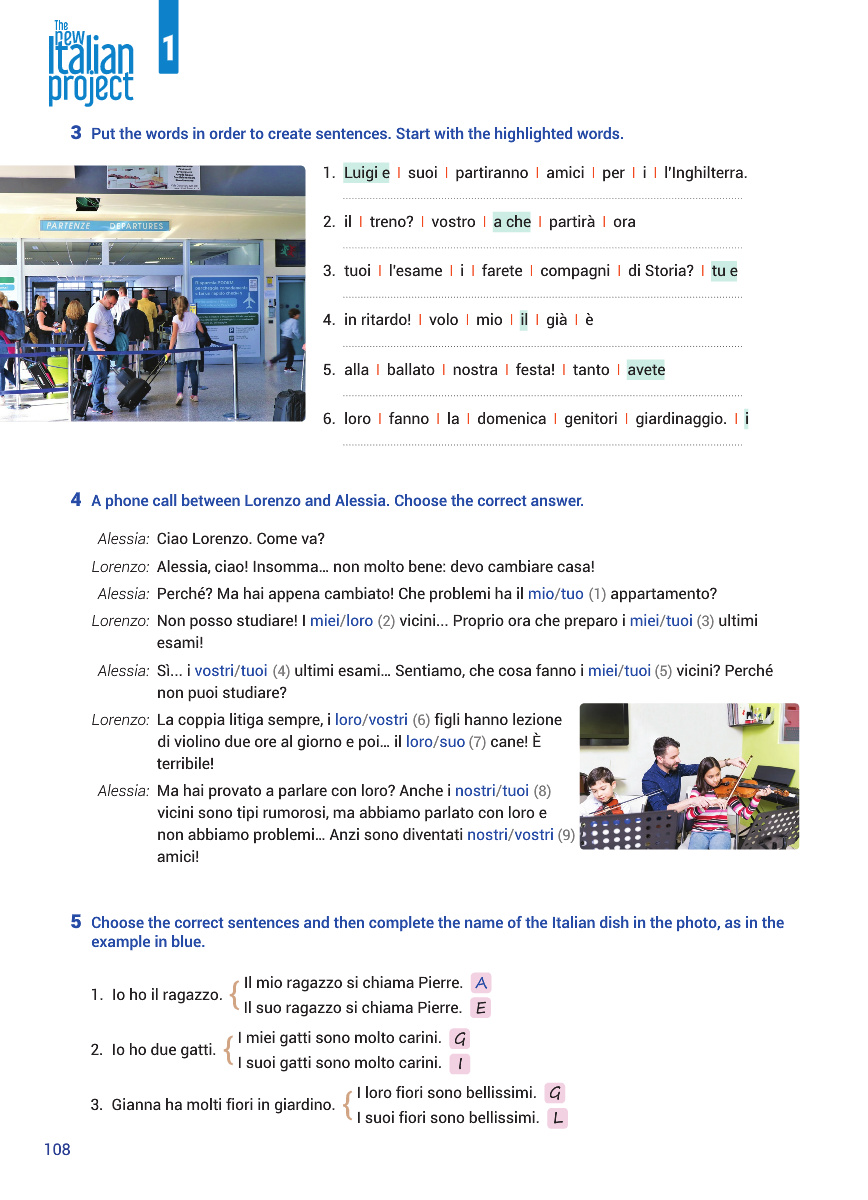 The
new
Italian
project
1
3 Put the words in order to create sentences. Start with the highlighted words.
PARTENZE DEPARTURES
1. Luigi e | suoi | partiranno | amici | per | i | l'Inghilterra.
2. il | treno? | vostro | a che | partirà | ora
3. tuoi | l'esame | i | farete | compagni | di Storia? | tu e
4. in ritardo! | volo | mio | il | già | è
5. alla | ballato | nostra | festa! | tanto | avete
6. loro | fanno | la | domenica | genitori | giardinaggio. | i
4 A phone call between Lorenzo and Alessia. Choose the correct answer.
Alessia: Ciao Lorenzo. Come va?
Lorenzo: Alessia, ciao! Insomma... non molto bene: devo cambiare casa!
Alessia: Perché? Ma hai appena cambiato! Che problemi ha il mio/tuo (1) appartamento?
Lorenzo: Non posso studiare! I miei/loro (2) vicini... Proprio ora che preparo i miei/tuoi (3) ultimi
esami!
Alessia: Sì... i vostri/tuoi (4) ultimi esami... Sentiamo, che cosa fanno i miei/tuoi (5) vicini? Perché
non puoi studiare?
Lorenzo: La coppia litiga sempre, i loro/vostri (6) figli hanno lezione
di violino due ore al giorno e poi... il loro/suo (7) cane! È
terribile!
Alessia: Ma hai provato a parlare con loro? Anche i nostri/tuoi (8)
vicini sono tipi rumorosi, ma abbiamo parlato con loro e
non abbiamo problemi... Anzi sono diventati nostri/vostri (9)
amici!
5 Choose the correct sentences and then complete the name of the Italian dish in the photo, as in the
example in blue.
1. Io ho il ragazzo.
Il mio ragazzo si chiama Pierre. A
Il suo ragazzo si chiama Pierre. E
2. Io ho due gatti.
I miei gatti sono molto carini. G
I suoi gatti sono molto carini. I
3. Gianna ha molti fiori in giardino.
I loro fiori sono bellissimi. G
I suoi fiori sono bellissimi. L
108